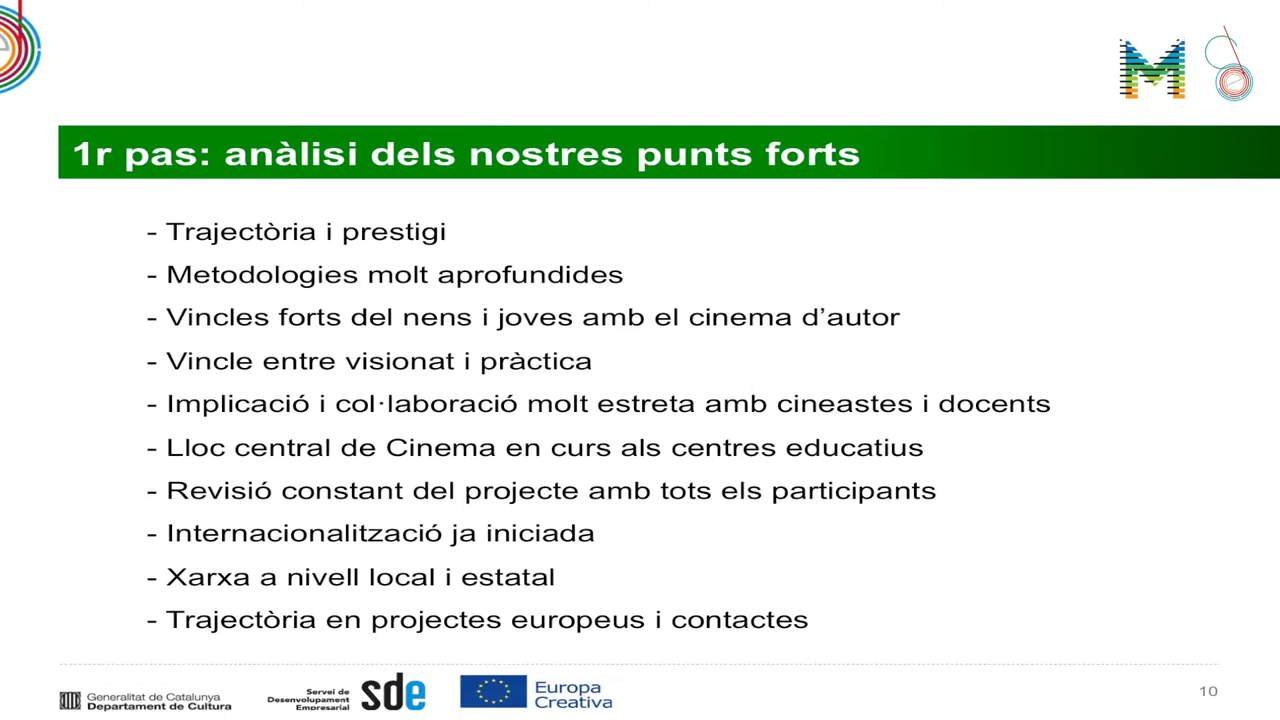 1r pas: anàlisi dels nostres punts forts
- Trajectòria i prestigi
- Metodologies molt aprofundides
- Vincles forts del nens i joves amb el cinema d’autor
- Vincle entre visionat i pràctica
- Implicació i col·laboració molt estreta amb cineastes i docents
- Lloc central de Cinema en curs als centres educatius
- Revisió constant del projecte amb tots els participants
- Internacionalització ja iniciada
- Xarxa a nivell local i estatal
- Trajectòria en projectes europeus i contactes
Generalitat de Catalunya
Departament de Cultura
Servei de
Desenvolupament
Empresarial
sde
Europa
Creativa
10